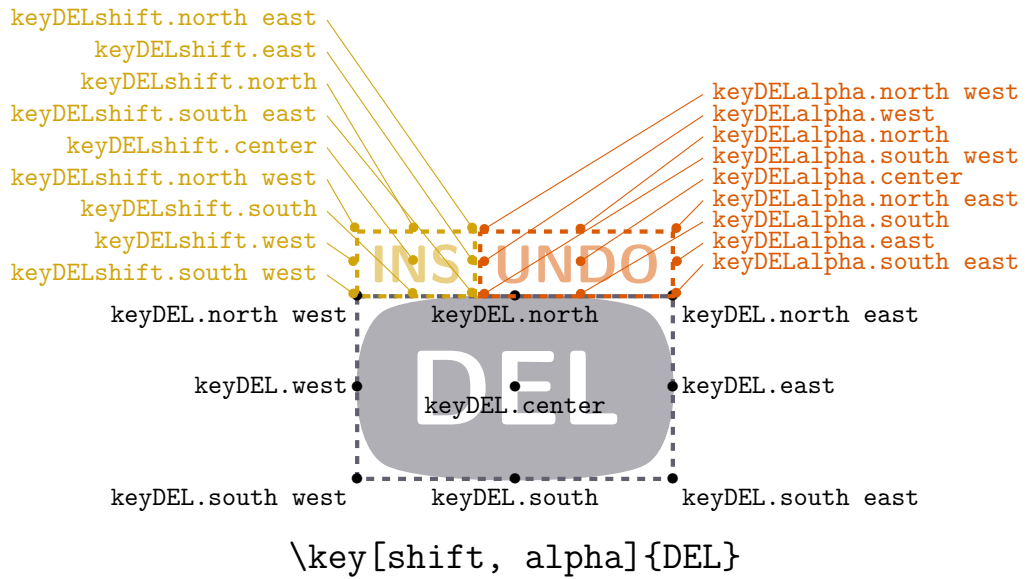 keyDELshift.north east
keyDELshift.east
keyDELshift.north
keyDELshift.south east
keyDELshift.center
keyDELshift.north west
keyDELshift.south
keyDELshift.west
keyDELshift.south west
keyDELalpha.north west
keyDELalpha.west
keyDELalpha.north
keyDELalpha.south west
keyDELalpha.center
keyDELalpha.north east
keyDELalpha.south
keyDELalpha.east
keyDELalpha.south east
INS UNDO
keyDEL.north west keyDEL.north keyDEL.north east
DEL
keyDEL.west keyDEL.east
keyDEL.center
keyDEL.south west keyDEL.south keyDEL.south east
\key[shift, alpha]{DEL}